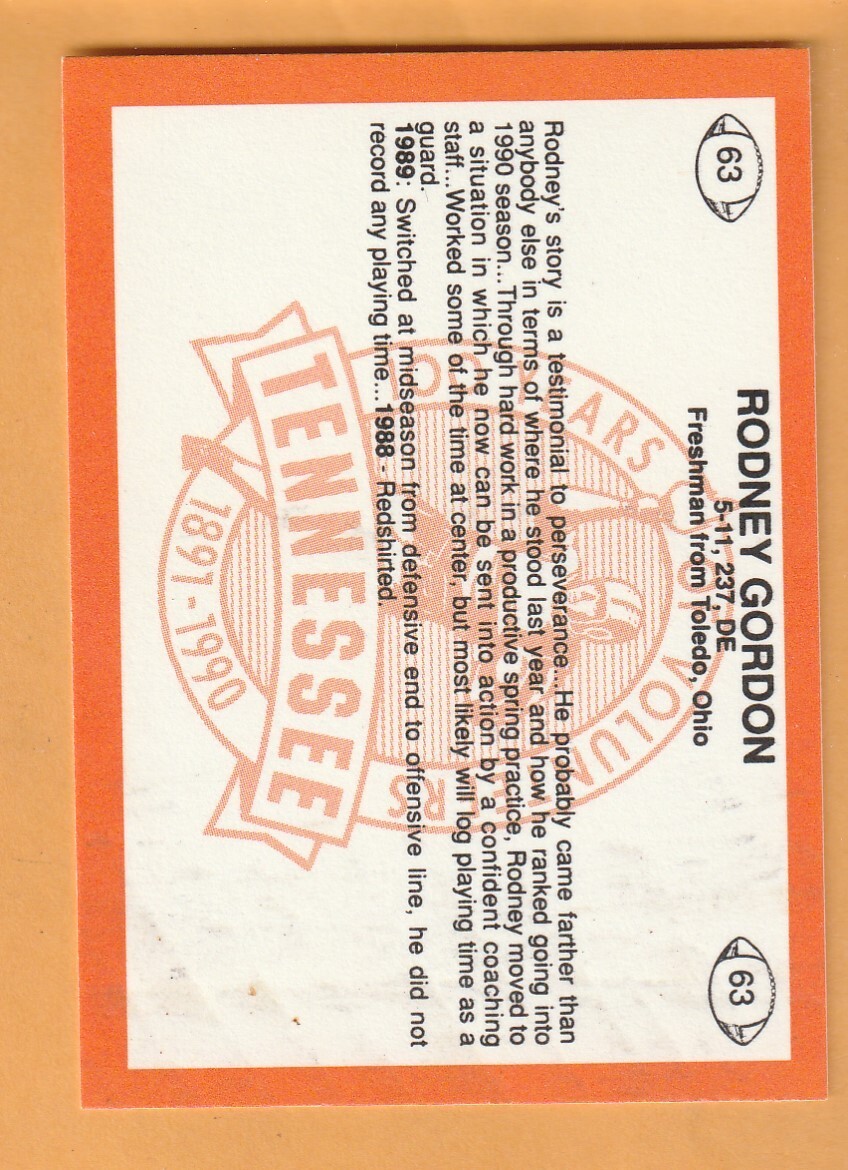 63
63
RODNEY GORDON
5-11, 237, DE
Freshman from Toledo, Ohio
Rodney's story is a testimonial to perseverance...He probably came farther than
anybody else in terms of where he stood last year and how he ranked going into
1990 season...Through hard work in a productive spring practice, Rodney moved to
a situation in which he now can be sent into action by a confident coaching
staff...Worked some of the time at center, but most likely will log playing time as a
guard.
1989: Switched at midseason from defensive end to offensive line, he did not
record any playing time...1988 - Redshirted.
100 YEARS OF VOLUNTEERS
TENNESSEE
1891-1990